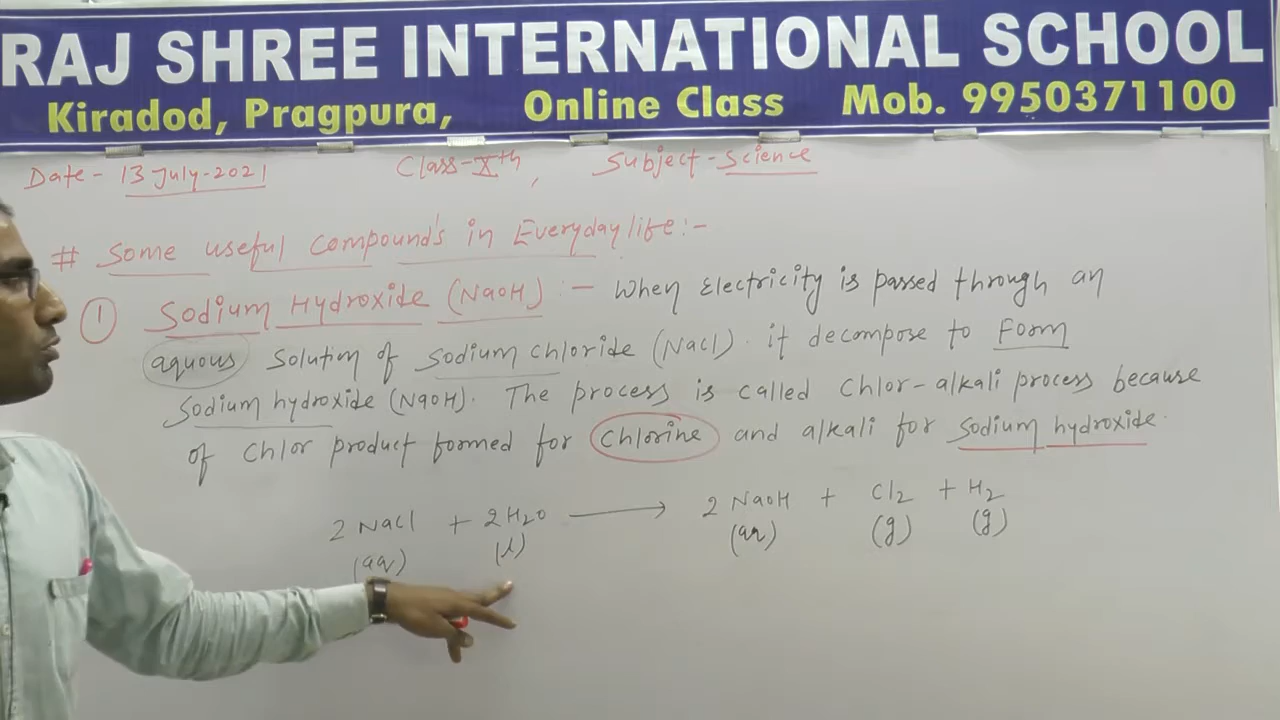 RAJ SHREE INTERNATIONAL SCHOOL
Kiradod, Pragpura, Online Class Mob. 9950371100
Date - 13 July-2021 Class-Xth, Subject-Science
# Some useful Compound's in Everyday life:-
① Sodium Hydroxide (NaOH) :- When Electricity is passed through an
aquous Solution of Sodium chloride (NaCl). it decompose to Form
Sodium hydroxide (NaOH). The process is called Chlor-alkali process because
of Chlor product formed for Chlorine and alkali for Sodium hydroxide.
2 NaCl + 2H2O ⟶ 2 NaOH + Cl2 + H2
(aq) (l) (aq) (g) (g)